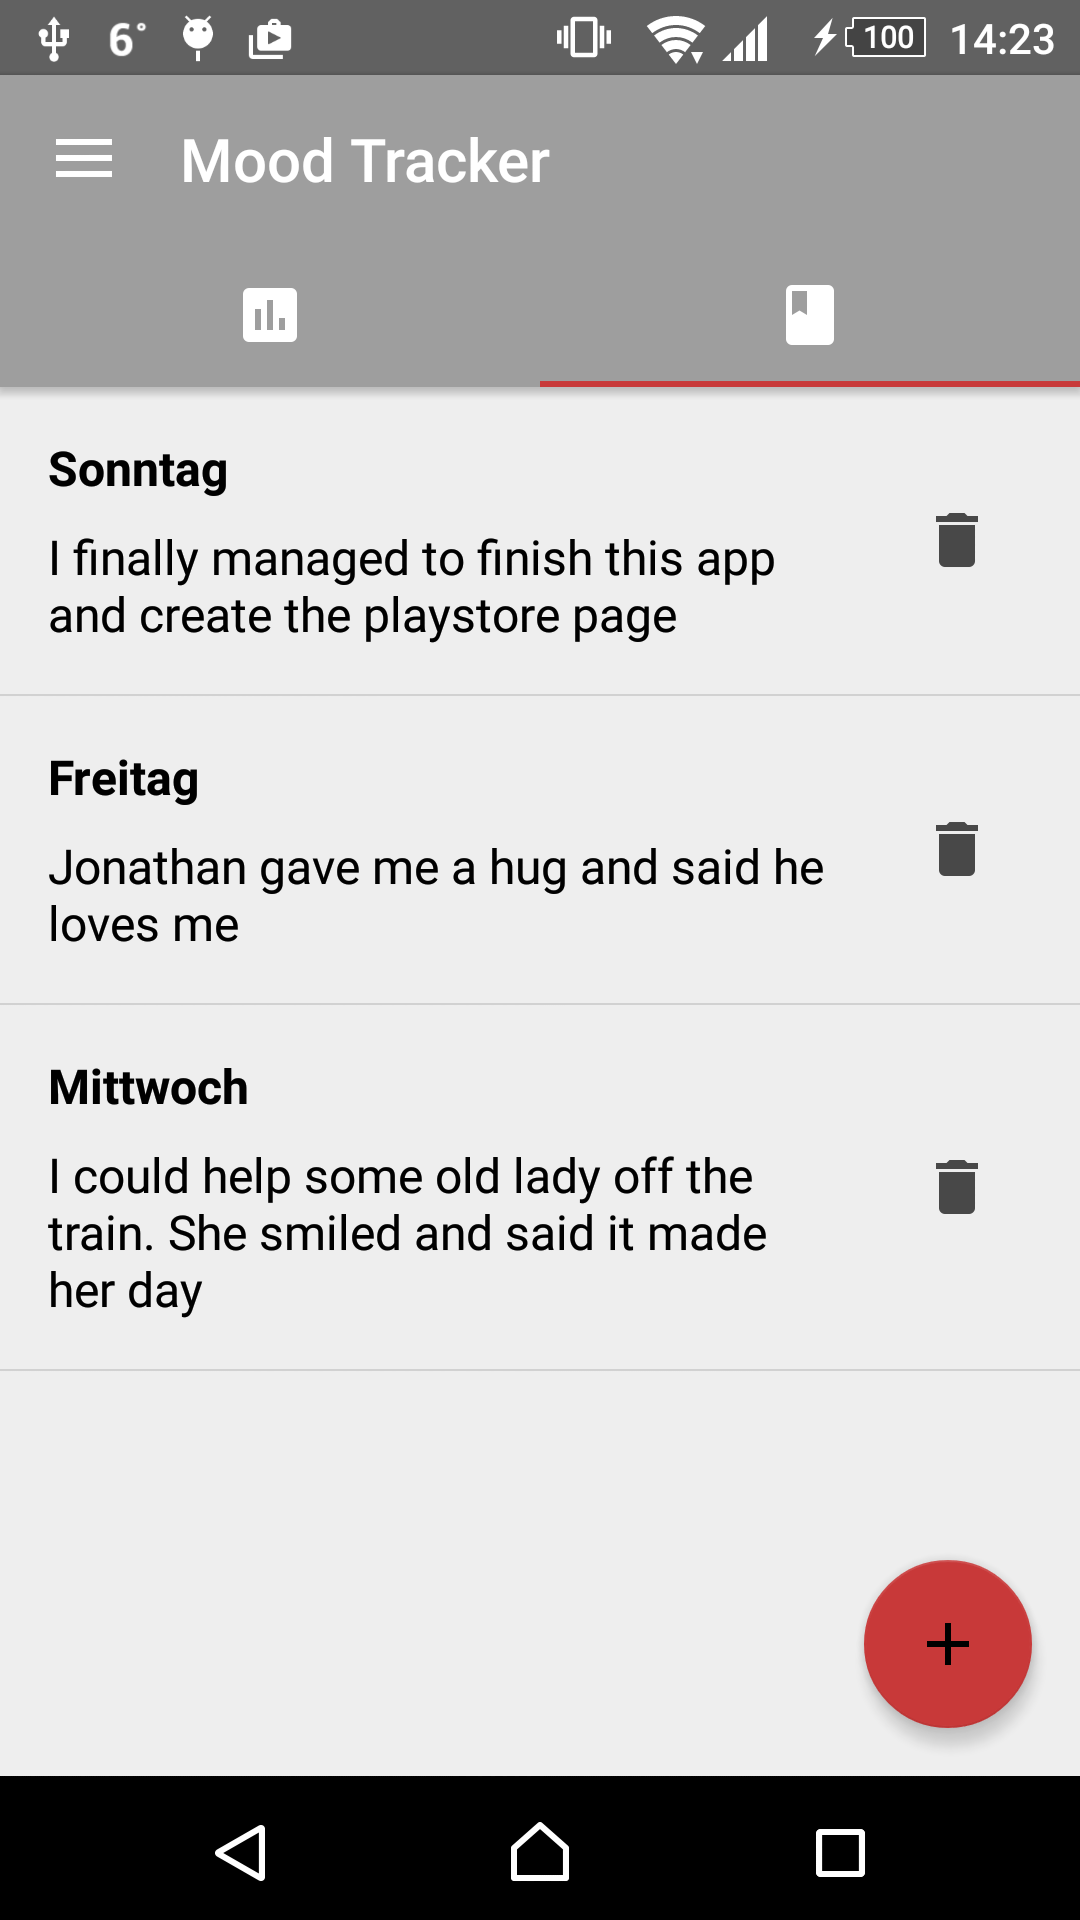 6° 100 14:23
Mood Tracker
Sonntag
I finally managed to finish this app
and create the playstore page
Freitag
Jonathan gave me a hug and said he
loves me
Mittwoch
I could help some old lady off the
train. She smiled and said it made
her day